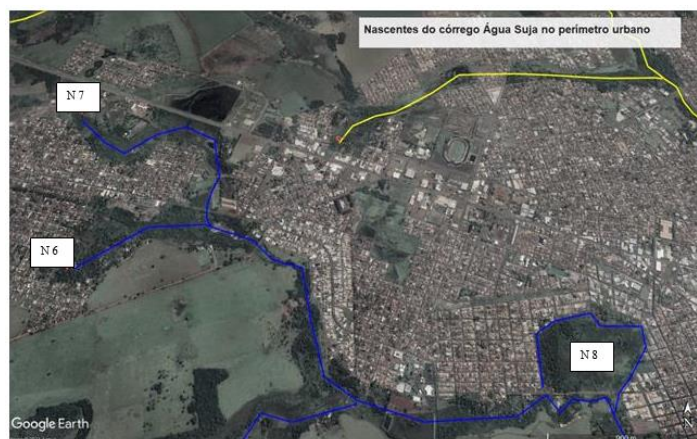 Nascentes do córrego Água Suja no perímetro urbano
N 7
N 6
N 8
Google Earth